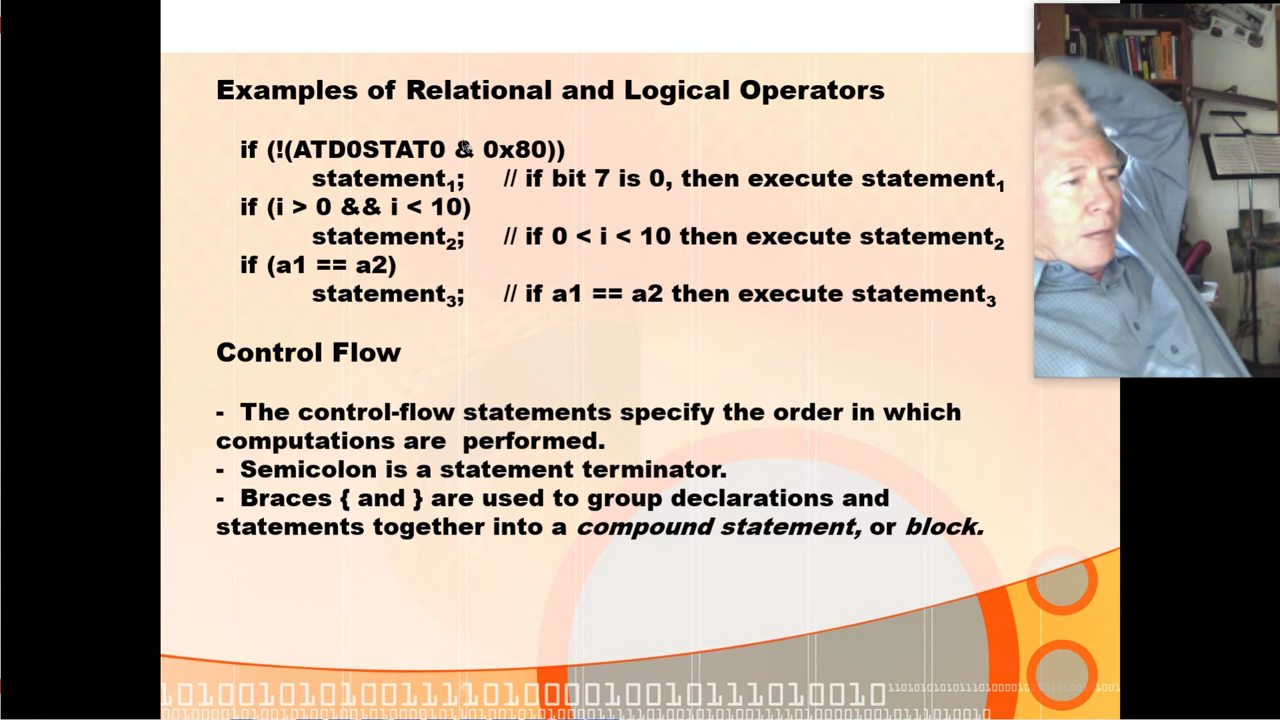 Examples of Relational and Logical Operators
if (!(ATD0STAT0 & 0x80))
statement1; // if bit 7 is 0, then execute statement1
if (i > 0 && i < 10)
statement2; // if 0 < i < 10 then execute statement2
if (a1 == a2)
statement3; // if a1 == a2 then execute statement3
Control Flow
- The control-flow statements specify the order in which
computations are performed.
- Semicolon is a statement terminator.
- Braces { and } are used to group declarations and
statements together into a compound statement, or block.